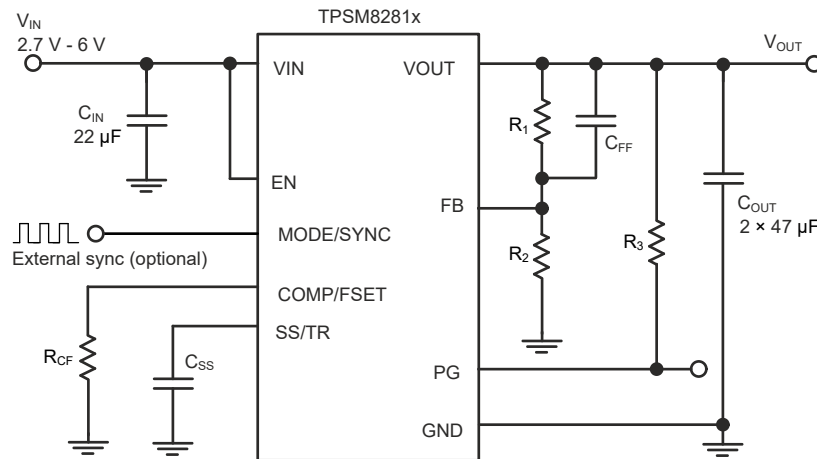 TPSM8281x
VIN
2.7 V - 6 V
VOUT
VIN
VOUT
CIN
22 µF
R1
CFF
EN
FB
COUT
2 × 47 µF
MODE/SYNC
R2
R3
External sync (optional)
COMP/FSET
SS/TR
RCF
CSS
PG
GND